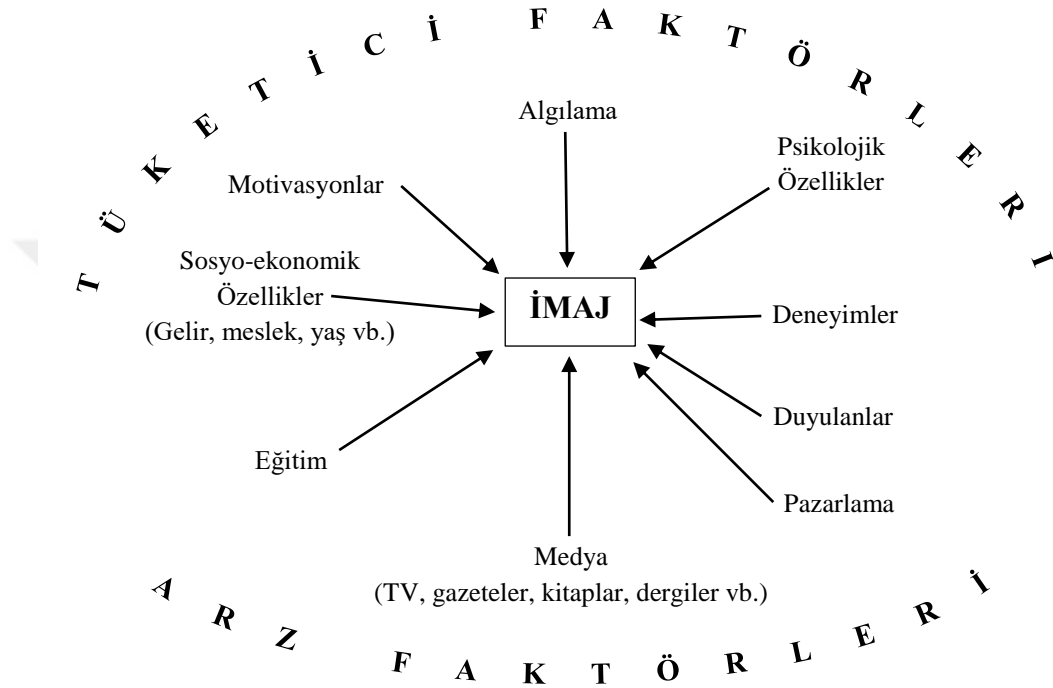 TÜKETİCİ FAKTÖRLERI
Algılama
Psikolojik
Özellikler
Motivasyonlar
Sosyo-ekonomik
Özellikler
(Gelir, meslek, yaş vb.)
İMAJ
Deneyimler
Duyulanlar
Eğitim
Pazarlama
Medya
(TV, gazeteler, kitaplar, dergiler vb.)
ARZ FAKTÖRLERİ